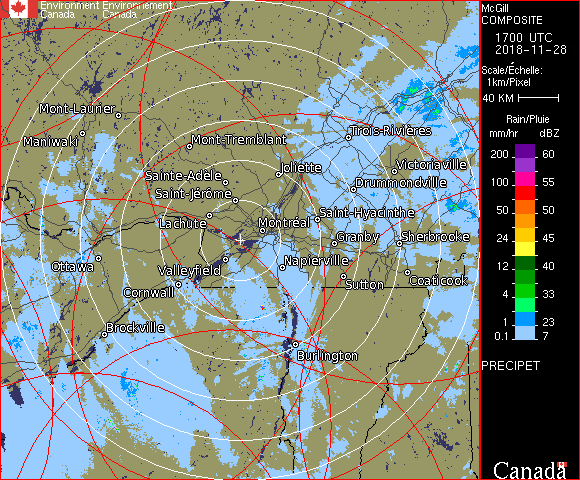 Environment Environnement
Canada Canada
Mont-Laurier
Maniwaki
Mont-Tremblant
Trois-Rivières
Joliette
Sainte-Adèle
Victoriaville
Saint-Jérôme
Drummondville
Lachute
Saint-Hyacinthe
Montréal
Granby
Sherbrooke
Ottawa
Valleyfield
Napierville
Sutton
Coaticook
Cornwall
Brockville
Burlington
McGill
COMPOSITE
1700 UTC
2018-11-28
Scale/Échelle:
1km/Pixel
40 KM
Rain/Pluie
mm/hr dBZ
200 60
100 55
50 50
24 45
12 40
4 33
1 23
0.1 7
PRECIPET
Canada